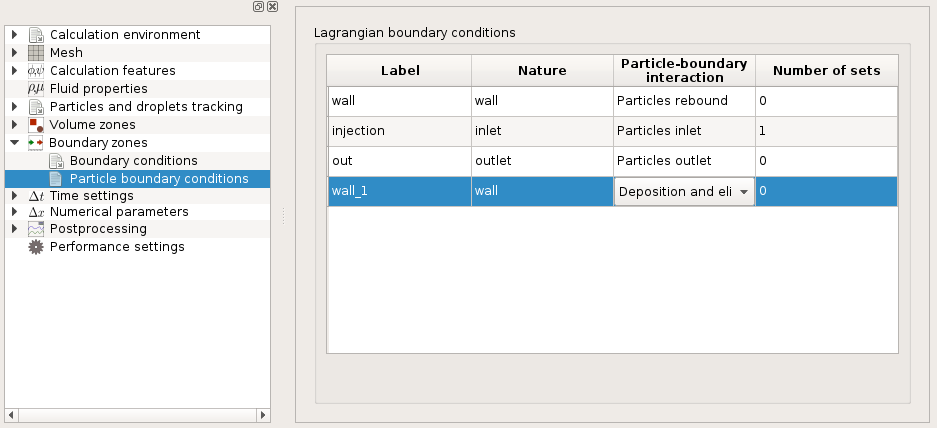 Calculation environment
Mesh
Calculation features
Fluid properties
Particles and droplets tracking
Volume zones
Boundary zones
Boundary conditions
Particle boundary conditions
Δt Time settings
Δx Numerical parameters
Postprocessing
Performance settings
Lagrangian boundary conditions
Label Nature Particle-boundary interaction Number of sets
wall wall Particles rebound 0
injection inlet Particles inlet 1
out outlet Particles outlet 0
wall_1 wall Deposition and eli 0